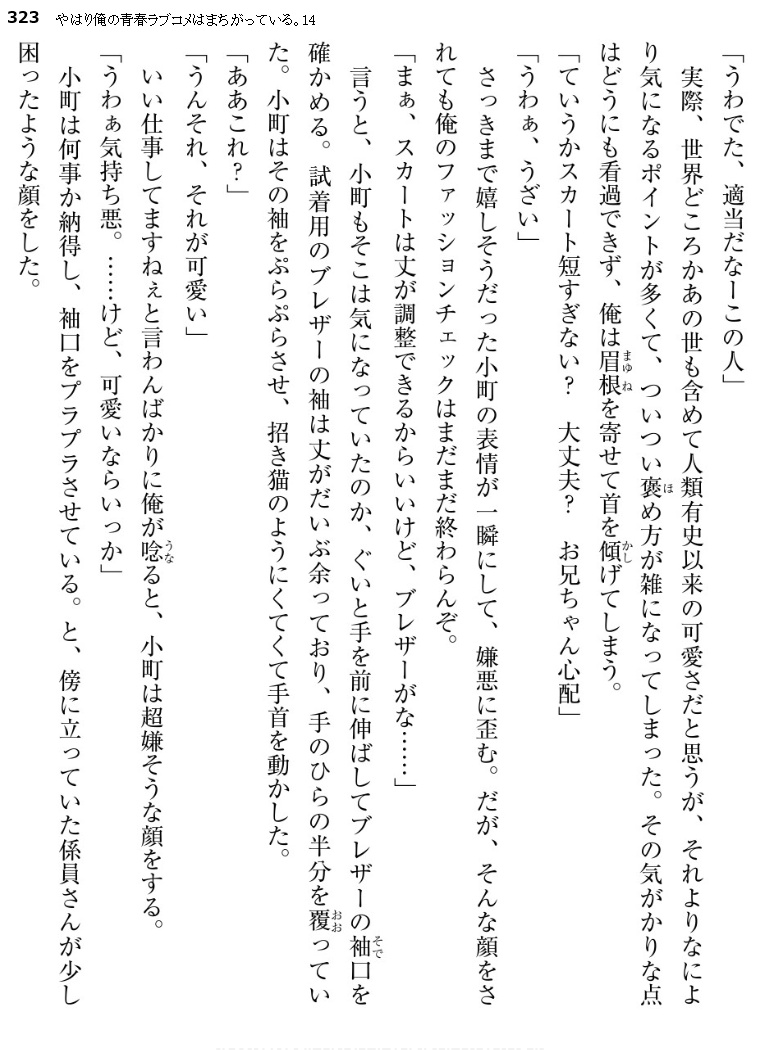 323 やはり俺の青春ラブコメはまちがっている。14
「うわでた、適当だなーこの人」
　実際、世界どころかあの世も含めて人類有史以来の可愛さだと思うが、それよりなによ
り気になるポイントが多くて、ついつい褒め方が雑になってしまった。その気がかりな点
はどうにも看過できず、俺は眉根を寄せて首を傾げてしまう。
「ていうかスカート短すぎない？　大丈夫？　お兄ちゃん心配」
「うわぁ、うざい」
　さっきまで嬉しそうだった小町の表情が一瞬にして、嫌悪に歪む。だが、そんな顔をさ
れても俺のファッションチェックはまだまだ終わらんぞ。
「まぁ、スカートは丈が調整できるからいいけど、ブレザーがな……」
　言うと、小町もそこは気になっていたのか、ぐいと手を前に伸ばしてブレザーの袖口を
確かめる。試着用のブレザーの袖は丈がだいぶ余っており、手のひらの半分を覆ってい
た。小町はその袖をぷらぷらさせ、招き猫のようにくてくて手首を動かした。
「ああこれ？」
「うんそれ、それが可愛い」
　いい仕事してますねぇと言わんばかりに俺が唸ると、小町は超嫌そうな顔をする。
「うわぁ気持ち悪。……けど、可愛いならいっか」
　小町は何事か納得し、袖口をプラプラさせている。と、傍に立っていた係員さんが少し
困ったような顔をした。